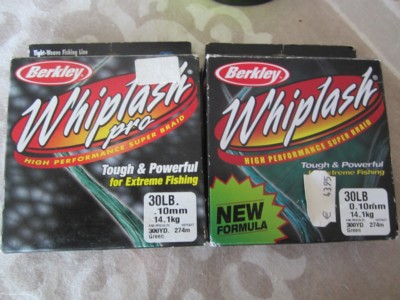 Tight-Weave Fishing Line
Berkley
Whiplash
pro
HIGH PERFORMANCE SUPER BRAID
Tough & Powerful
for Extreme Fishing
30LB.
.10mm
14.1kg
300YD. 274m
Green
Berkley
Whiplash
HIGH PERFORMANCE SUPER BRAID
Tough & Powerful
for Extreme Fishing
NEW
FORMULA
€ 43.95
30LB
0.10mm
14.1kg
300YD 274m
Green